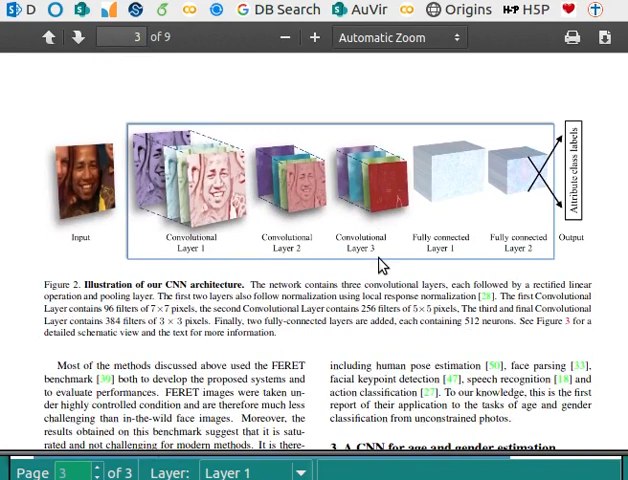 D DB Search AuVir Origins H-P H5P
3 of 9 Automatic Zoom
Attribute class labels
Input Convolutional Layer 1 Convolutional Layer 2 Convolutional Layer 3 Fully connected Layer 1 Fully connected Layer 2 Output
Figure 2. Illustration of our CNN architecture. The network contains three convolutional layers, each followed by a rectified linear
operation and pooling layer. The first two layers also follow normalization using local response normalization [28]. The first Convolutional
Layer contains 96 filters of 7×7 pixels, the second Convolutional Layer contains 256 filters of 5×5 pixels, The third and final Convolutional
Layer contains 384 filters of 3 × 3 pixels. Finally, two fully-connected layers are added, each containing 512 neurons. See Figure 3 for a
detailed schematic view and the text for more information.
Most of the methods discussed above used the FERET
benchmark [39] both to develop the proposed systems and
to evaluate performances. FERET images were taken un-
der highly controlled condition and are therefore much less
challenging than in-the-wild face images. Moreover, the
results obtained on this benchmark suggest that it is satu-
rated and not challenging for modern methods. It is there-
including human pose estimation [50], face parsing [33],
facial keypoint detection [47], speech recognition [18] and
action classification [27]. To our knowledge, this is the first
report of their application to the tasks of age and gender
classification from unconstrained photos.
3. A CNN for age and gender estimation
Page 3 of 3 Layer: Layer 1